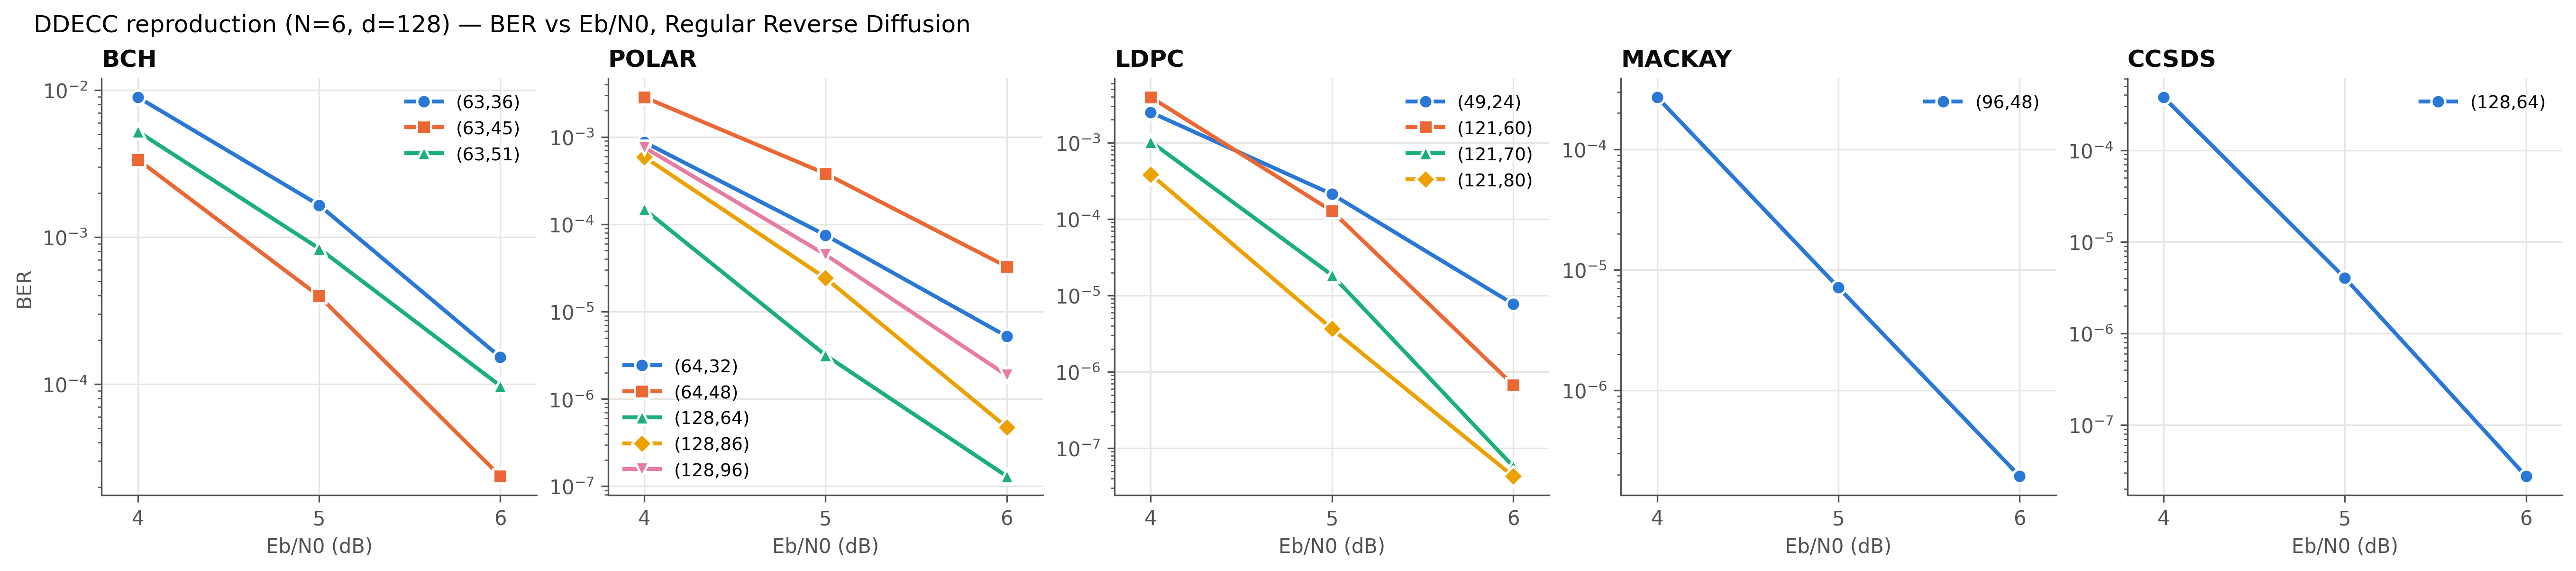 DDECC reproduction (N=6, d=128) — BER vs Eb/N0, Regular Reverse Diffusion
BCH
10⁻²
10⁻³
10⁻⁴
BER
(63,36)
(63,45)
(63,51)
4 5 6
Eb/N0 (dB)
POLAR
10⁻³
10⁻⁴
10⁻⁵
10⁻⁶
10⁻⁷
(64,32)
(64,48)
(128,64)
(128,86)
(128,96)
4 5 6
Eb/N0 (dB)
LDPC
10⁻³
10⁻⁴
10⁻⁵
10⁻⁶
10⁻⁷
(49,24)
(121,60)
(121,70)
(121,80)
4 5 6
Eb/N0 (dB)
MACKAY
10⁻⁴
10⁻⁵
10⁻⁶
(96,48)
4 5 6
Eb/N0 (dB)
CCSDS
10⁻⁴
10⁻⁵
10⁻⁶
10⁻⁷
(128,64)
4 5 6
Eb/N0 (dB)